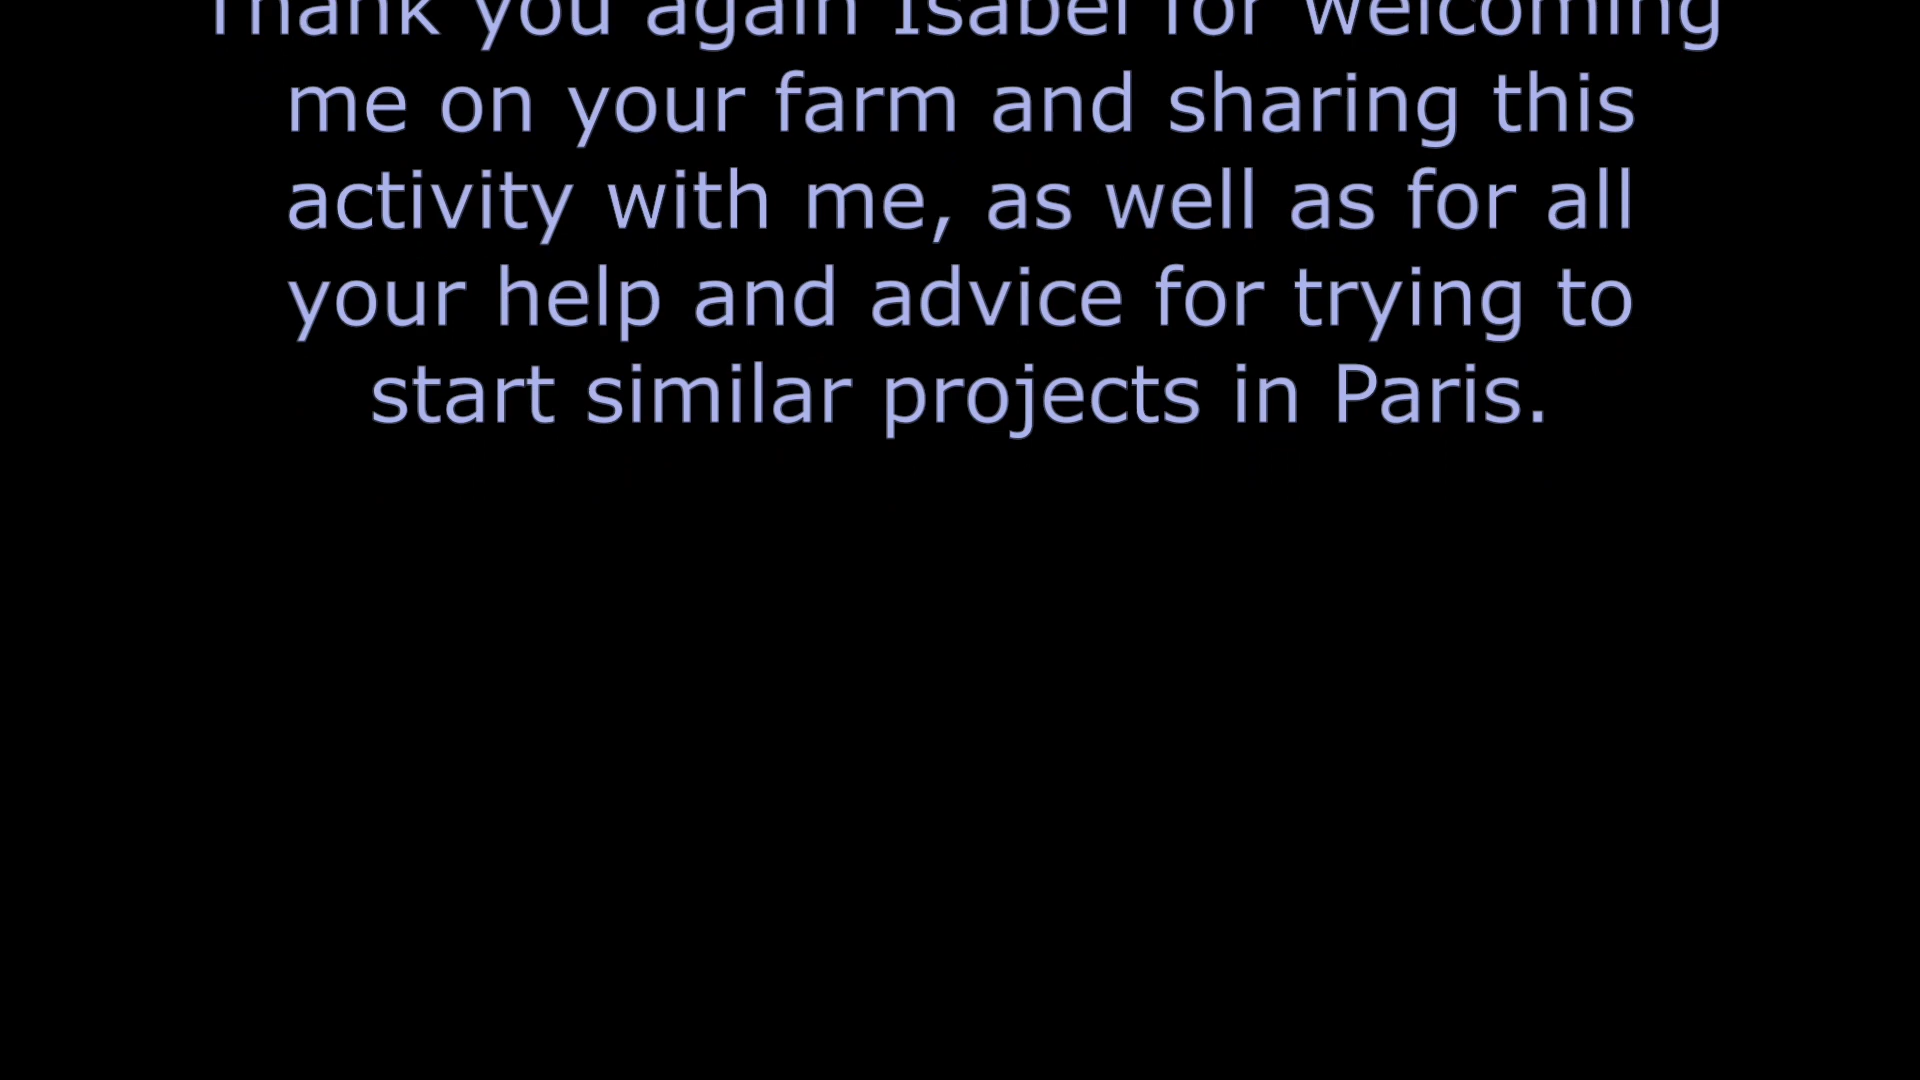 Thank you again Isabel for welcoming
me on your farm and sharing this
activity with me, as well as for all
your help and advice for trying to
start similar projects in Paris.